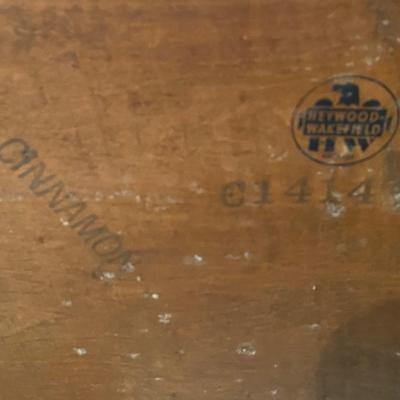 HEYWOOD-
WAKEFIELD
CINNAMON
C1414